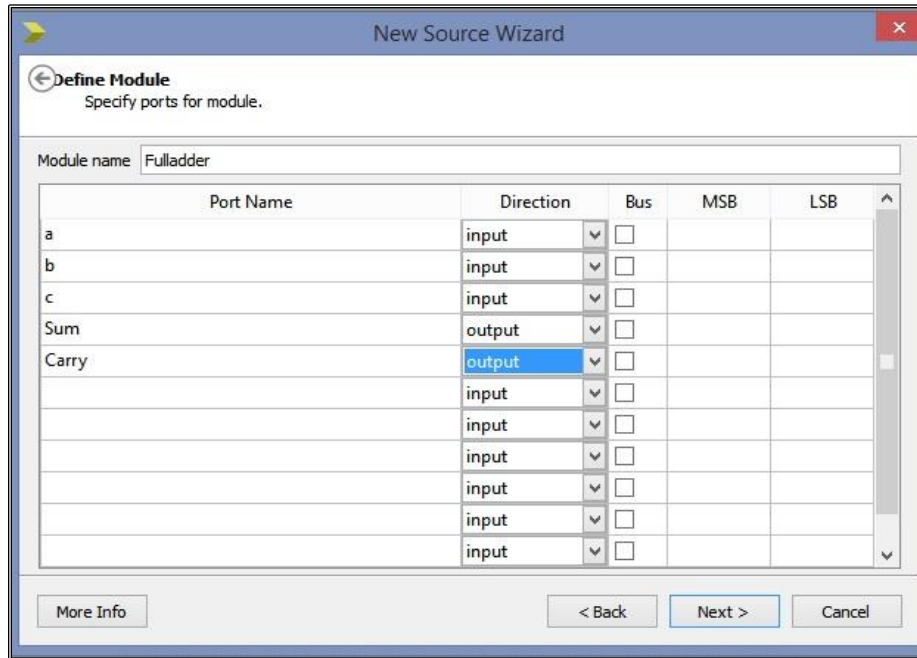 New Source Wizard
Define Module
Specify ports for module.
Module name Fulladder
Port Name Direction Bus MSB LSB
a input
b input
c input
Sum output
Carry output
input
input
input
input
input
input
More Info < Back Next > Cancel